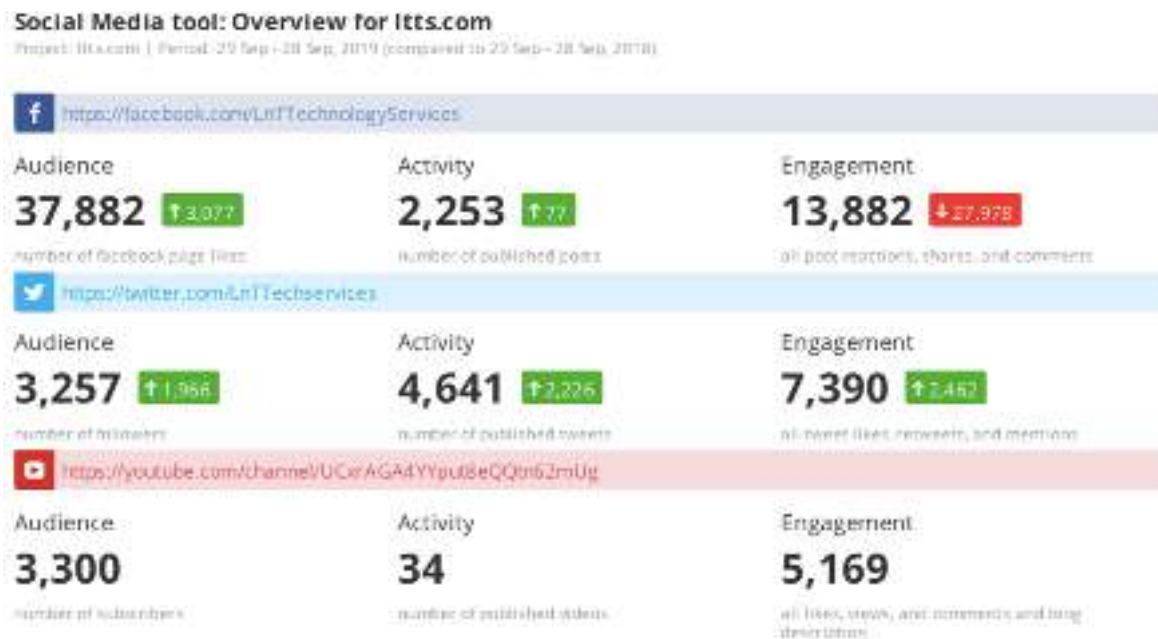 Social Media tool: Overview for ltts.com
Project: ltts.com | Period: 29 Sep - 28 Sep, 2019 (compared to 29 Sep - 28 Sep, 2018)
f https://facebook.com/LnTTechnologyServices
Audience Activity Engagement
37,882 ↑3,077 2,253 ↑77 13,882 ↓27,978
number of facebook page likes number of published posts all post reactions, shares, and comments
https://twitter.com/LnTTechservices
Audience Activity Engagement
3,257 ↑1,966 4,641 ↑2,226 7,390 ↑2,462
number of followers number of published tweets all tweet likes, retweets, and mentions
https://youtube.com/channel/
Audience Activity Engagement
3,300 34 5,169
number of subscribers number of published videos all likes, views, and comments and
description